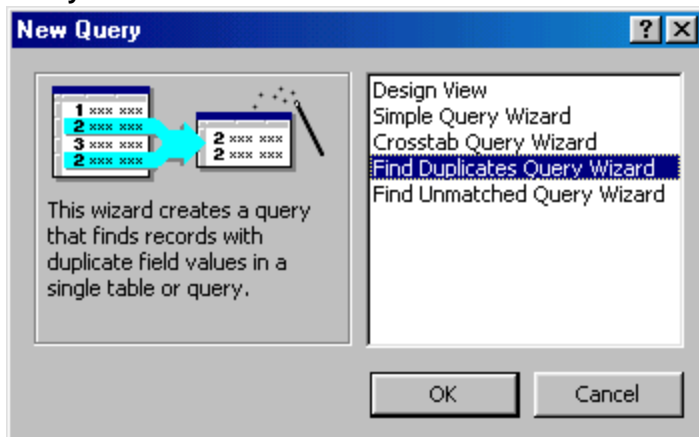 New Query
1 xxx xxx
2 xxx xxx
3 xxx xxx
2 xxx xxx
2 xxx xxx
2 xxx xxx
This wizard creates a query
that finds records with
duplicate field values in a
single table or query.
Design View
Simple Query Wizard
Crosstab Query Wizard
Find Duplicates Query Wizard
Find Unmatched Query Wizard
OK
Cancel